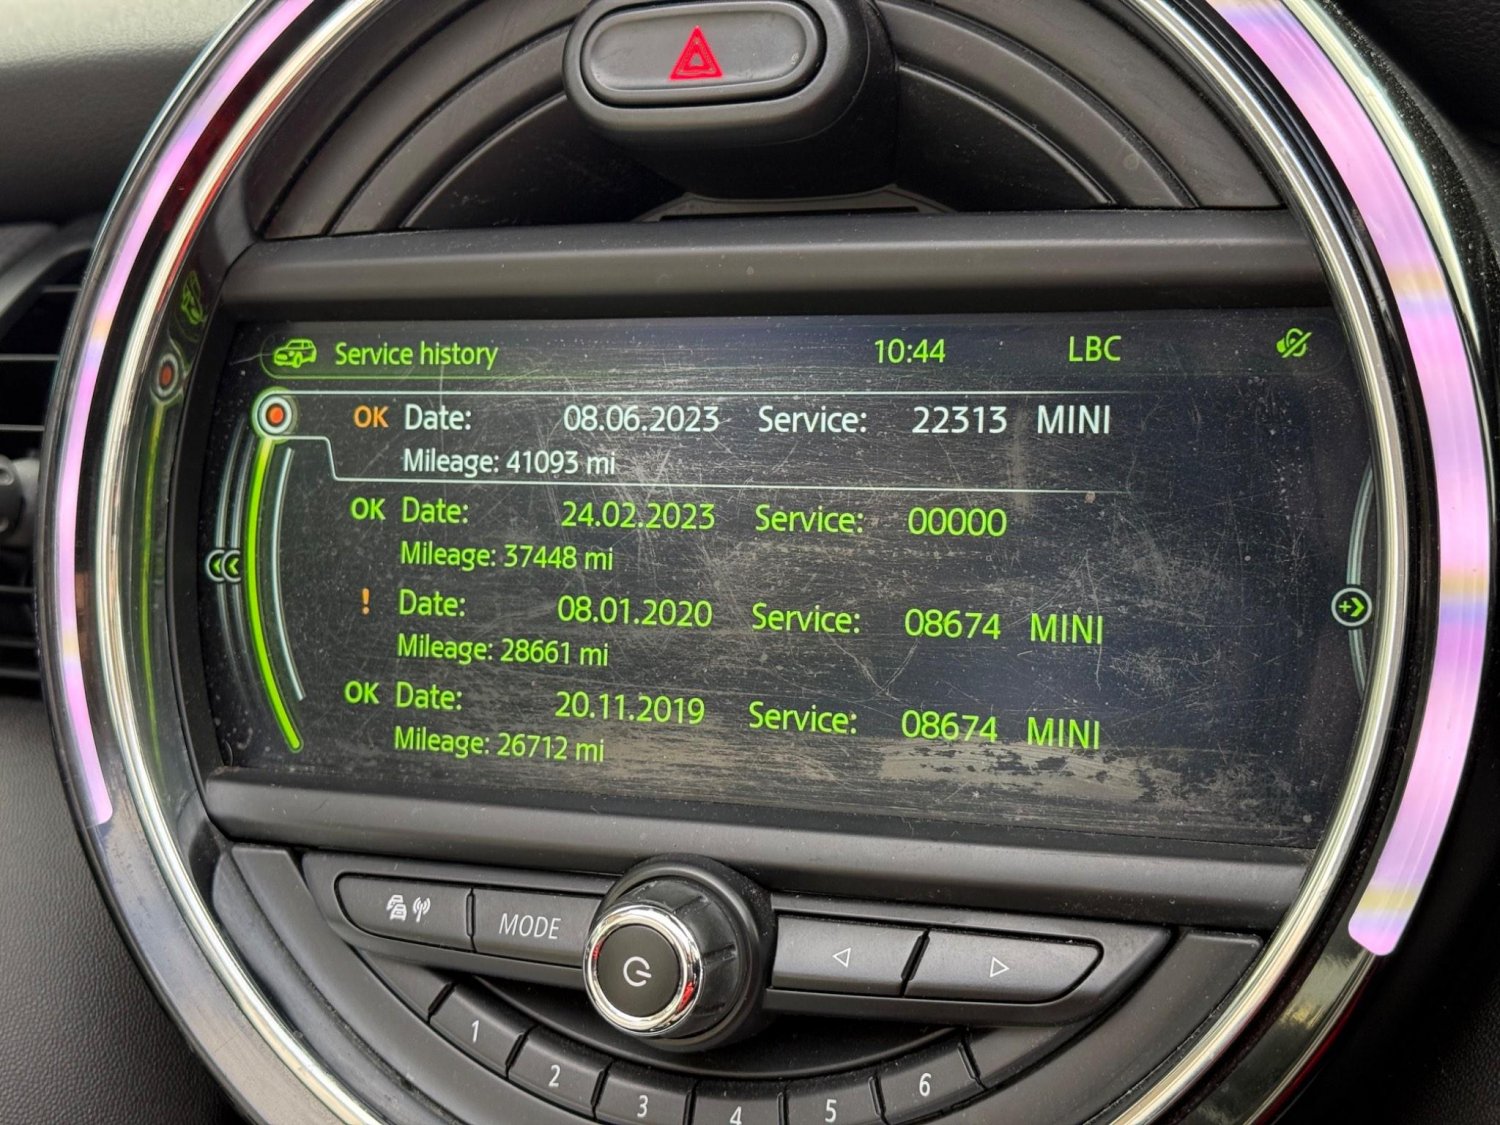 Service history 10:44 LBC
OK Date: 08.06.2023 Service: 22313 MINI
Mileage: 41093 mi
OK Date: 24.02.2023 Service: 00000
Mileage: 37448 mi
! Date: 08.01.2020 Service: 08674 MINI
Mileage: 28661 mi
OK Date: 20.11.2019 Service: 08674 MINI
Mileage: 26712 mi
MODE
1 2 3 4 5 6